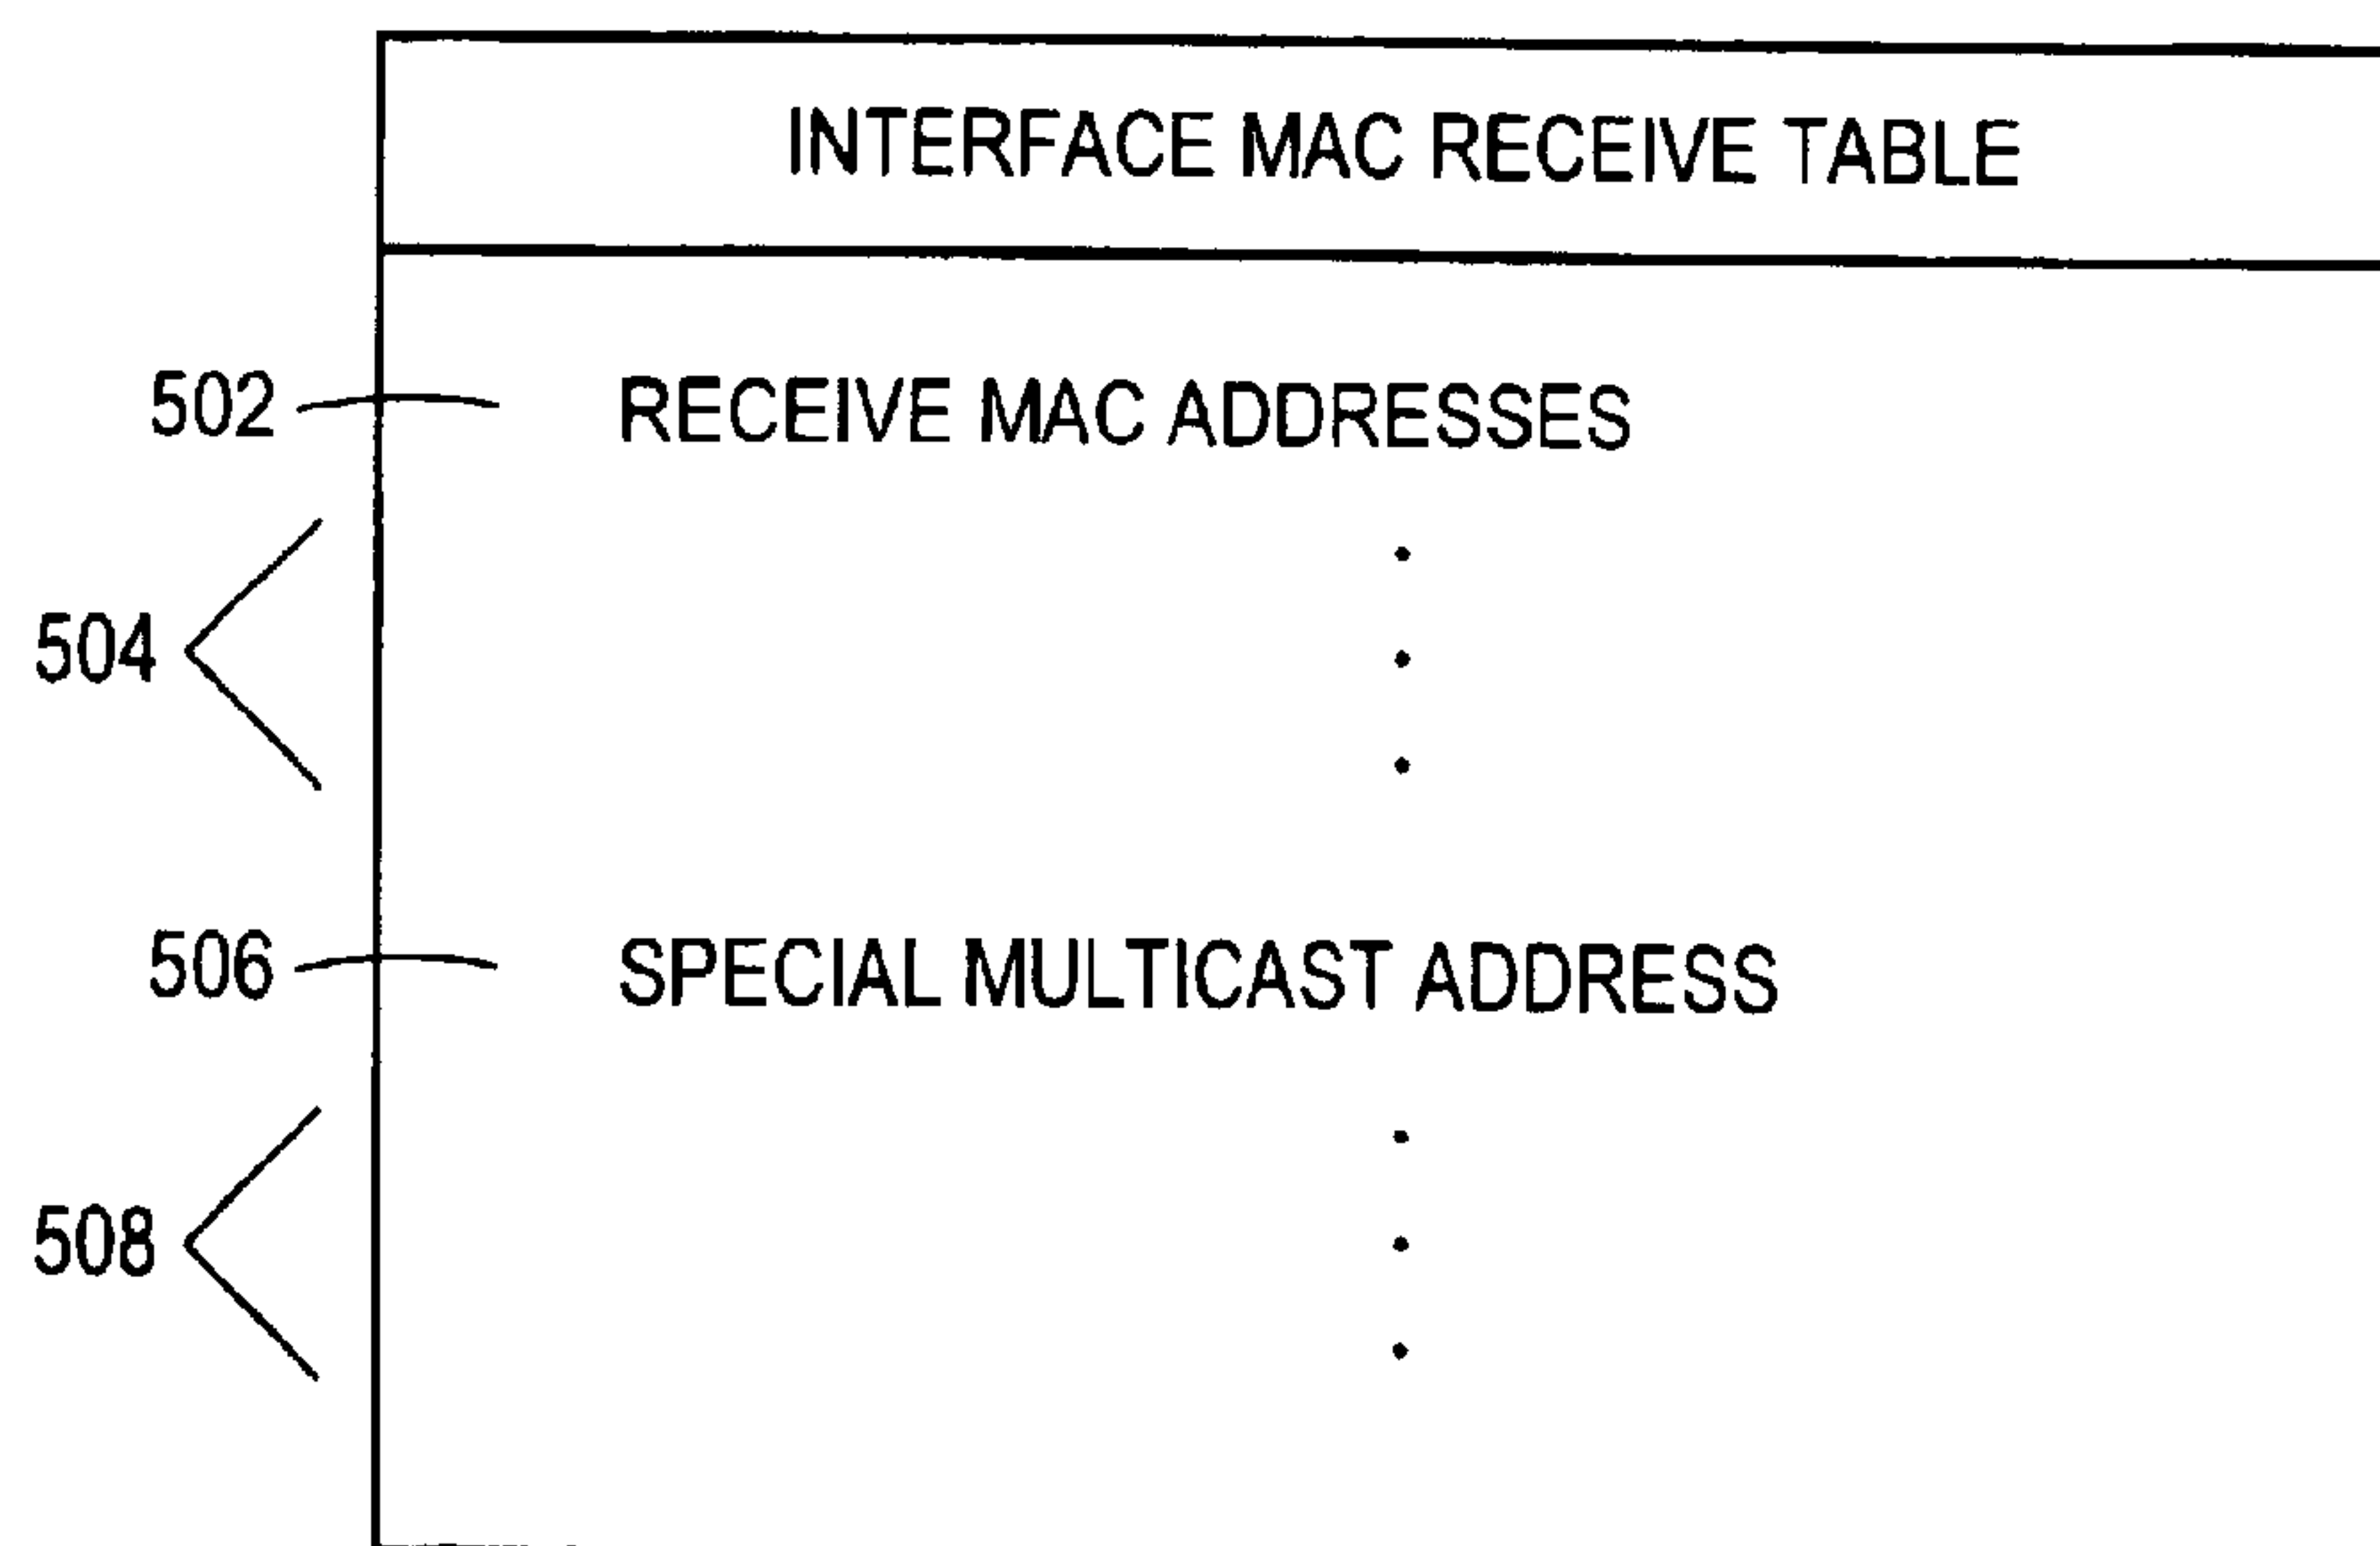 INTERFACE MAC RECEIVE TABLE
502 RECEIVE MAC ADDRESSES
504
506 SPECIAL MULTICAST ADDRESS
508